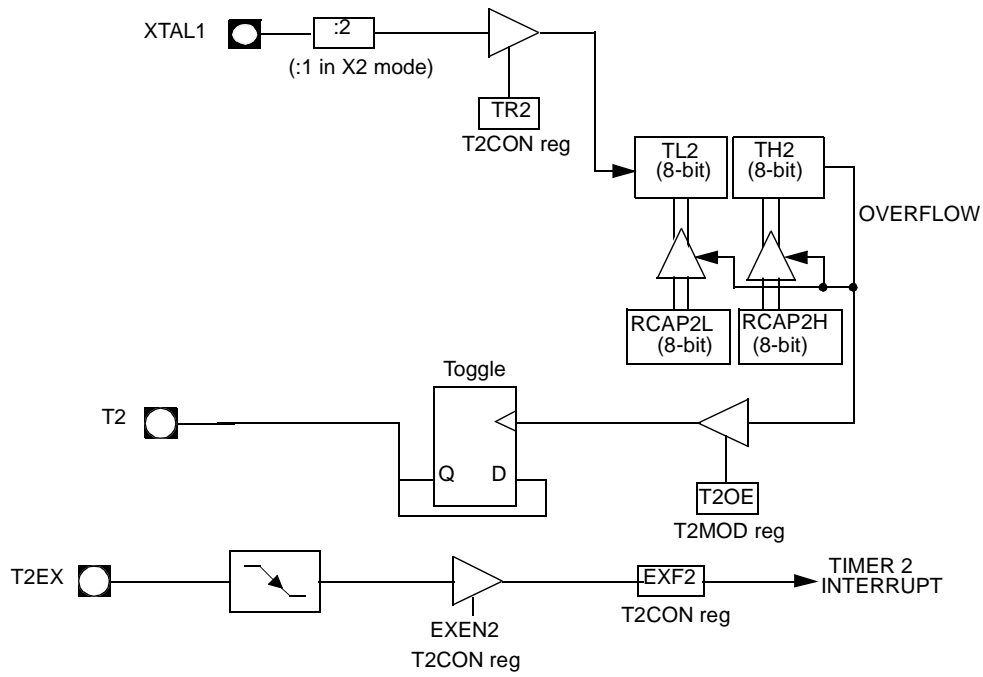 XTAL1
:2
(:1 in X2 mode)
TR2
T2CON reg
TL2
(8-bit)
TH2
(8-bit)
OVERFLOW
RCAP2L
(8-bit)
RCAP2H
(8-bit)
Toggle
T2
Q D
T2OE
T2MOD reg
T2EX
EXEN2
T2CON reg
EXF2
T2CON reg
TIMER 2
INTERRUPT